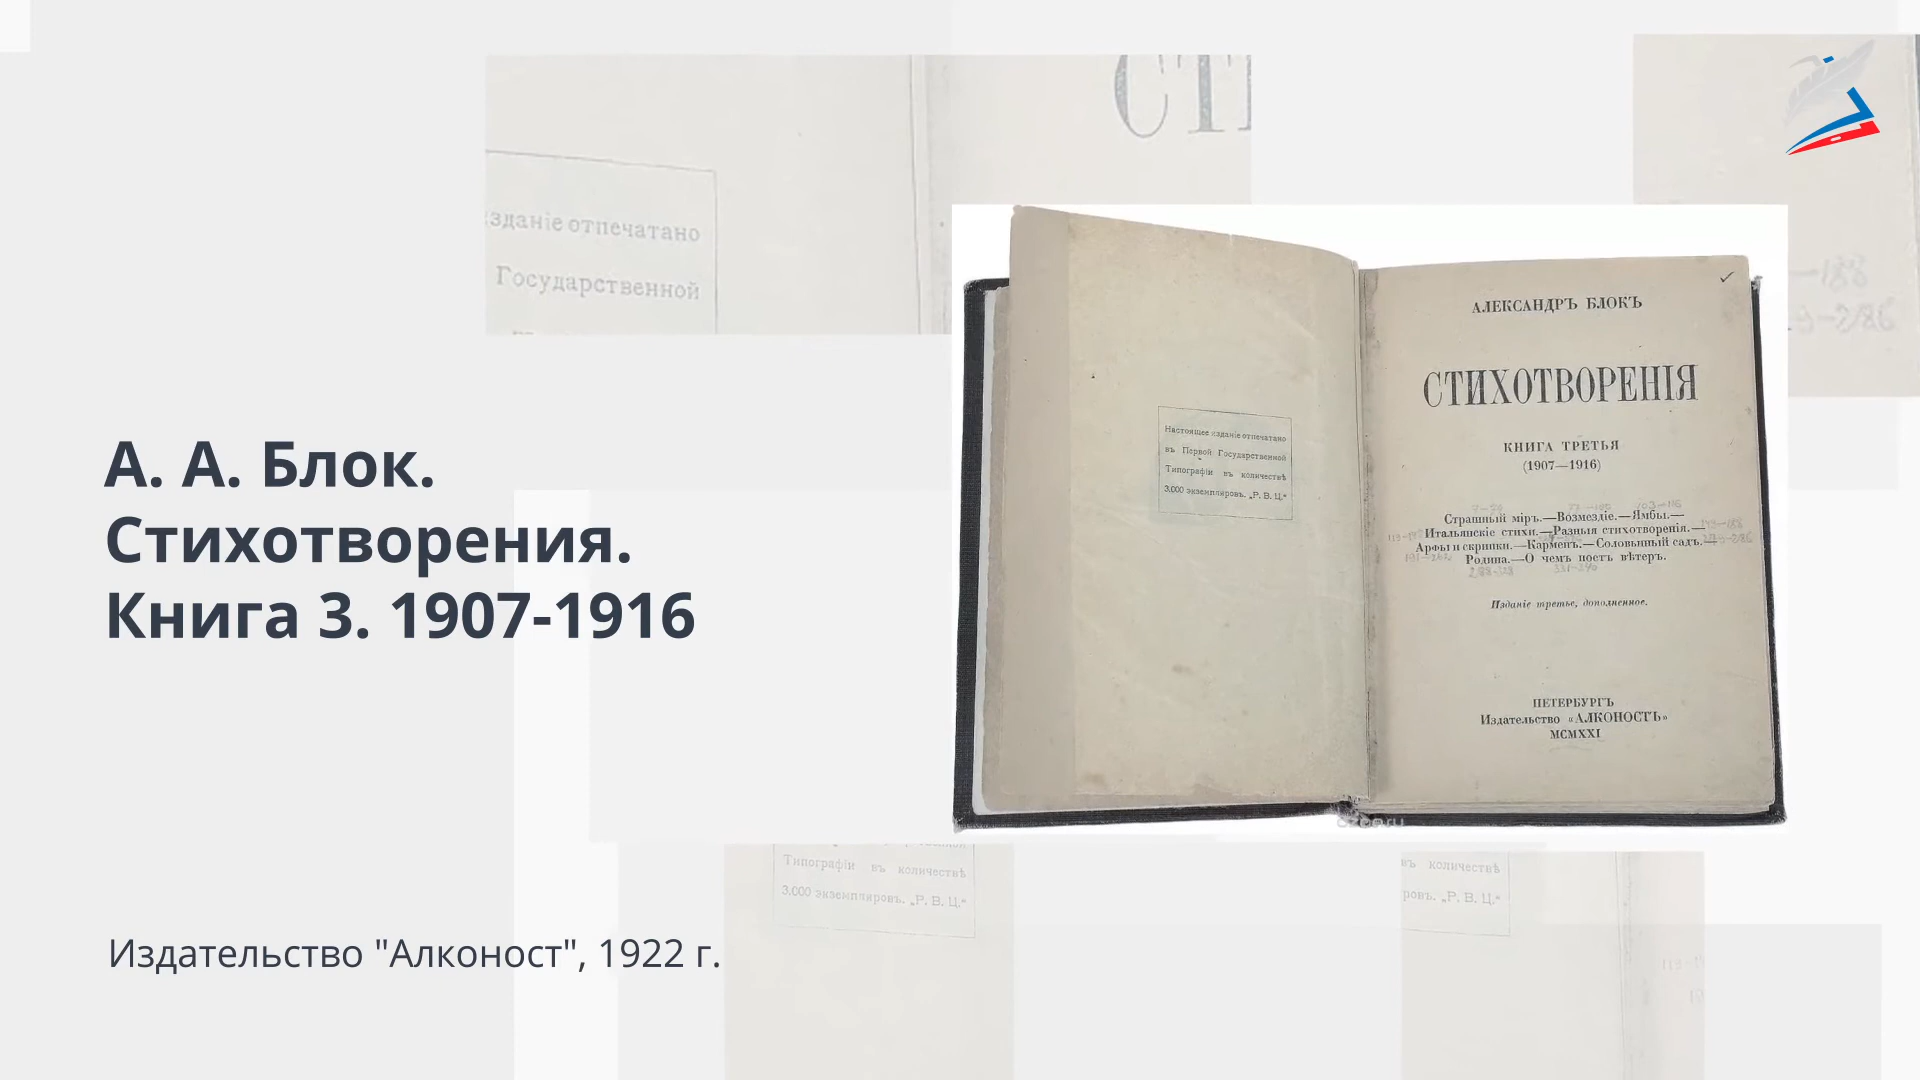 А. А. Блок.
Стихотворения.
Книга 3. 1907-1916
Издательство "Алконост", 1922 г.
зданіе отпечатано
Государственной
СТ
Настоящее изданіе отпечатано
въ Первой Государственной
Типографіи въ количествѣ
3.000 экземпляровъ. „Р. В. Ц.“
АЛЕКСАНДРЪ БЛОКЪ
СТИХОТВОРЕНІЯ
КНИГА ТРЕТЬЯ
(1907—1916)
Страшный міръ.—Возмездіе.—Ямбы.—
Итальянскіе стихи.—Разныя стихотворенія.—
Арфы и скрипки.—Карменъ.—Соловьиный садъ.—
Родина.—О чемъ поетъ вѣтеръ.
Изданіе третье, дополненное.
ПЕТЕРБУРГЪ
Издательство «АЛКОНОСТЪ»
MCMXXI
—188
—286
Типографіи въ количествѣ
3.000 экземпляровъ. „Р. В. Ц.“
въ количествѣ
ровъ. „Р. В. Ц.“